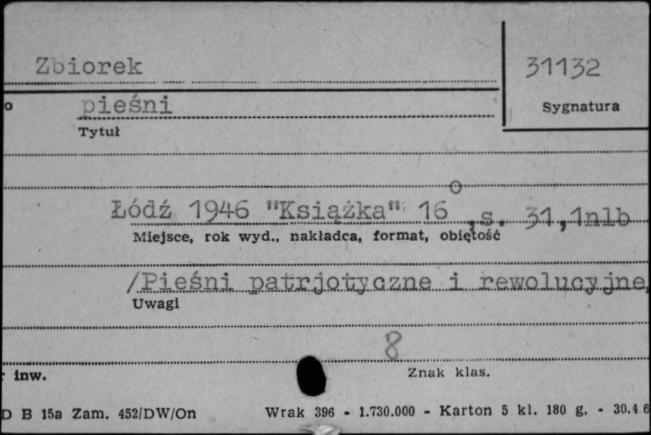 Zbiorek 31132
o pieśni Sygnatura
Tytuł
Łódź 1946 "Książka" 16°, s. 31,1nlb
Miejsce, rok wyd., nakładca, format, objętość
/Pieśni patrjotyczne i rewolucyjne,
Uwagi
8
r inw. Znak klas.
D B 15a Zam. 452/DW/On Wrak 396 - 1.730.000 - Karton 5 kl. 180 g. - 30.4.6